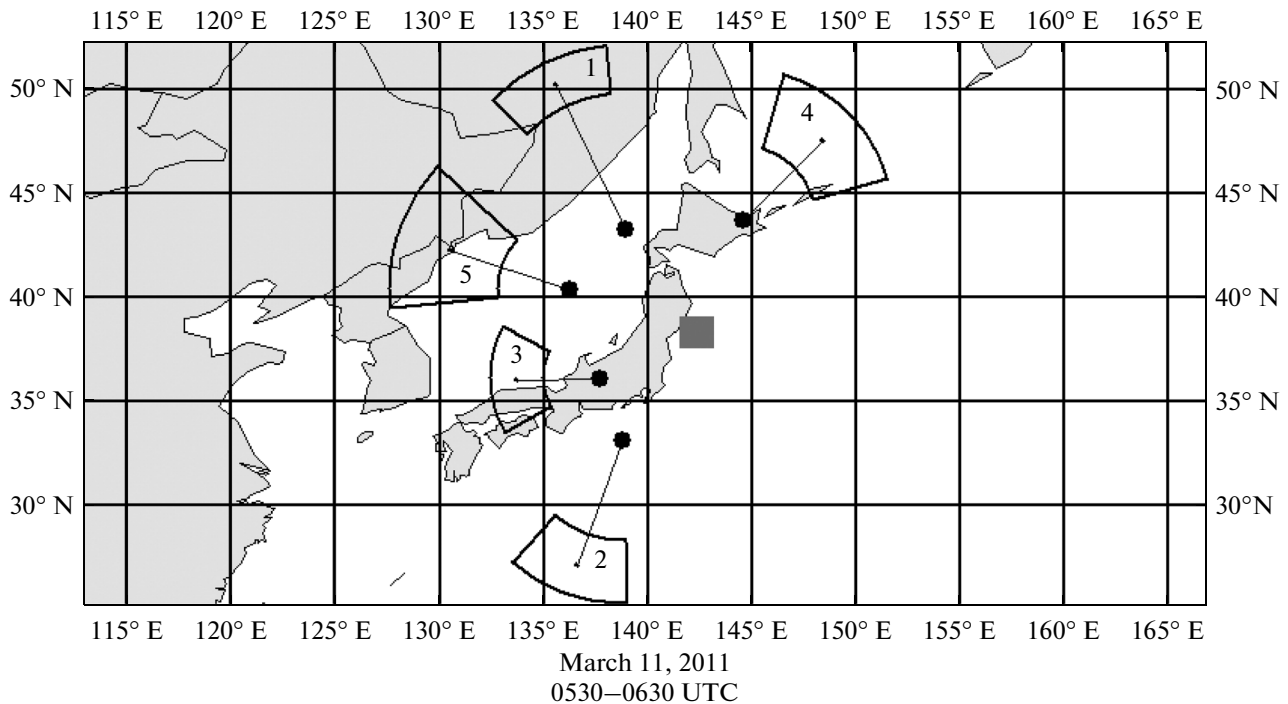 115° E 120° E 125° E 130° E 135° E 140° E 145° E 150° E 155° E 160° E 165° E
1
50° N 50° N
4
45° N 45° N
5
40° N 40° N
3
35° N 35° N
30° N 30°N
2
115° E 120° E 125° E 130° E 135° E 140° E 145° E 150° E 155° E 160° E 165° E
March 11, 2011
0530–0630 UTC